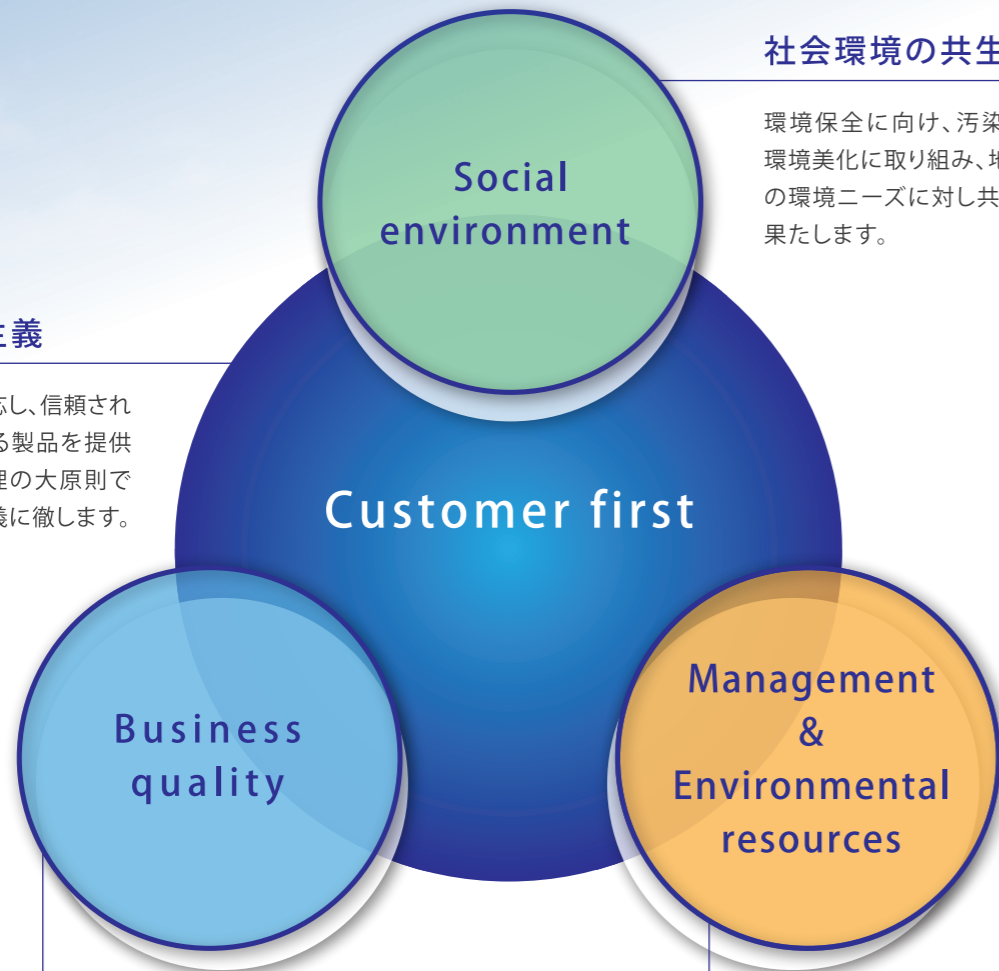 社会環境の共生
環境保全に向け、汚染
環境美化に取り組み、地
の環境ニーズに対し共
果たします。
Social
environment
主義
応し、信頼され
る製品を提供
理の大原則で
義に徹します。
Customer first
Business
quality
Management
&
Environmental
resources